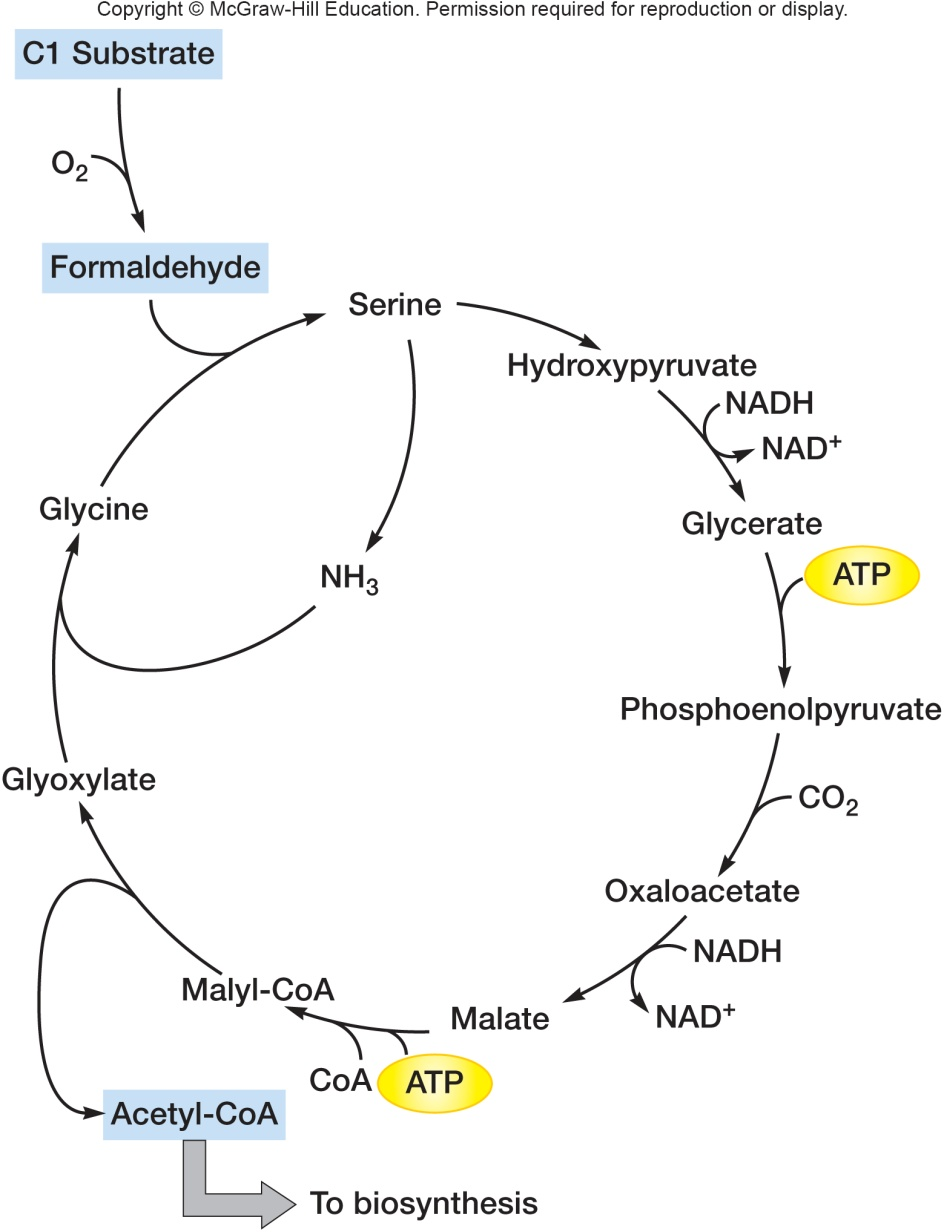 Copyright © McGraw-Hill Education. Permission required for reproduction or display.
C1 Substrate
O₂
Formaldehyde
Serine
Hydroxypyruvate
NADH
NAD⁺
Glycine
Glycerate
ATP
NH₃
Phosphoenolpyruvate
Glyoxylate
CO₂
Oxaloacetate
NADH
Malyl-CoA
Malate
NAD⁺
CoA
ATP
Acetyl-CoA
To biosynthesis